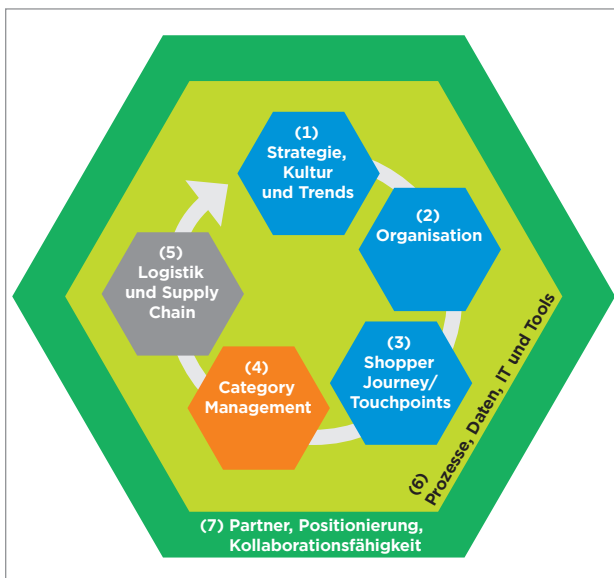 (1)
Strategie,
Kultur
und Trends
(2)
Organisation
(3)
Shopper
Journey/
Touchpoints
(4)
Category
Management
(5)
Logistik
und Supply
Chain
(6)
Prozesse, Daten, IT und Tools
(7) Partner, Positionierung,
Kollaborationsfähigkeit